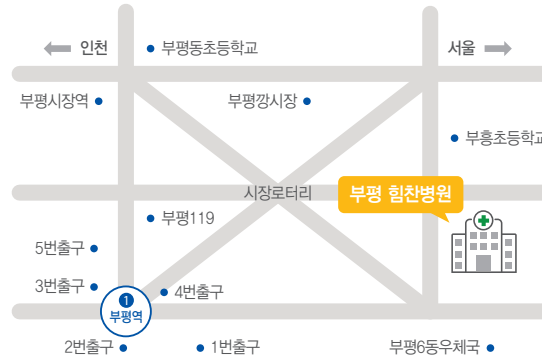 인천
부평동초등학교
서울
부평시장역
부평깡시장
부흥초등학교
시장로터리
부평 힘찬병원
부평119
5번출구
3번출구
4번출구
1
부평역
2번출구
1번출구
부평6동우체국